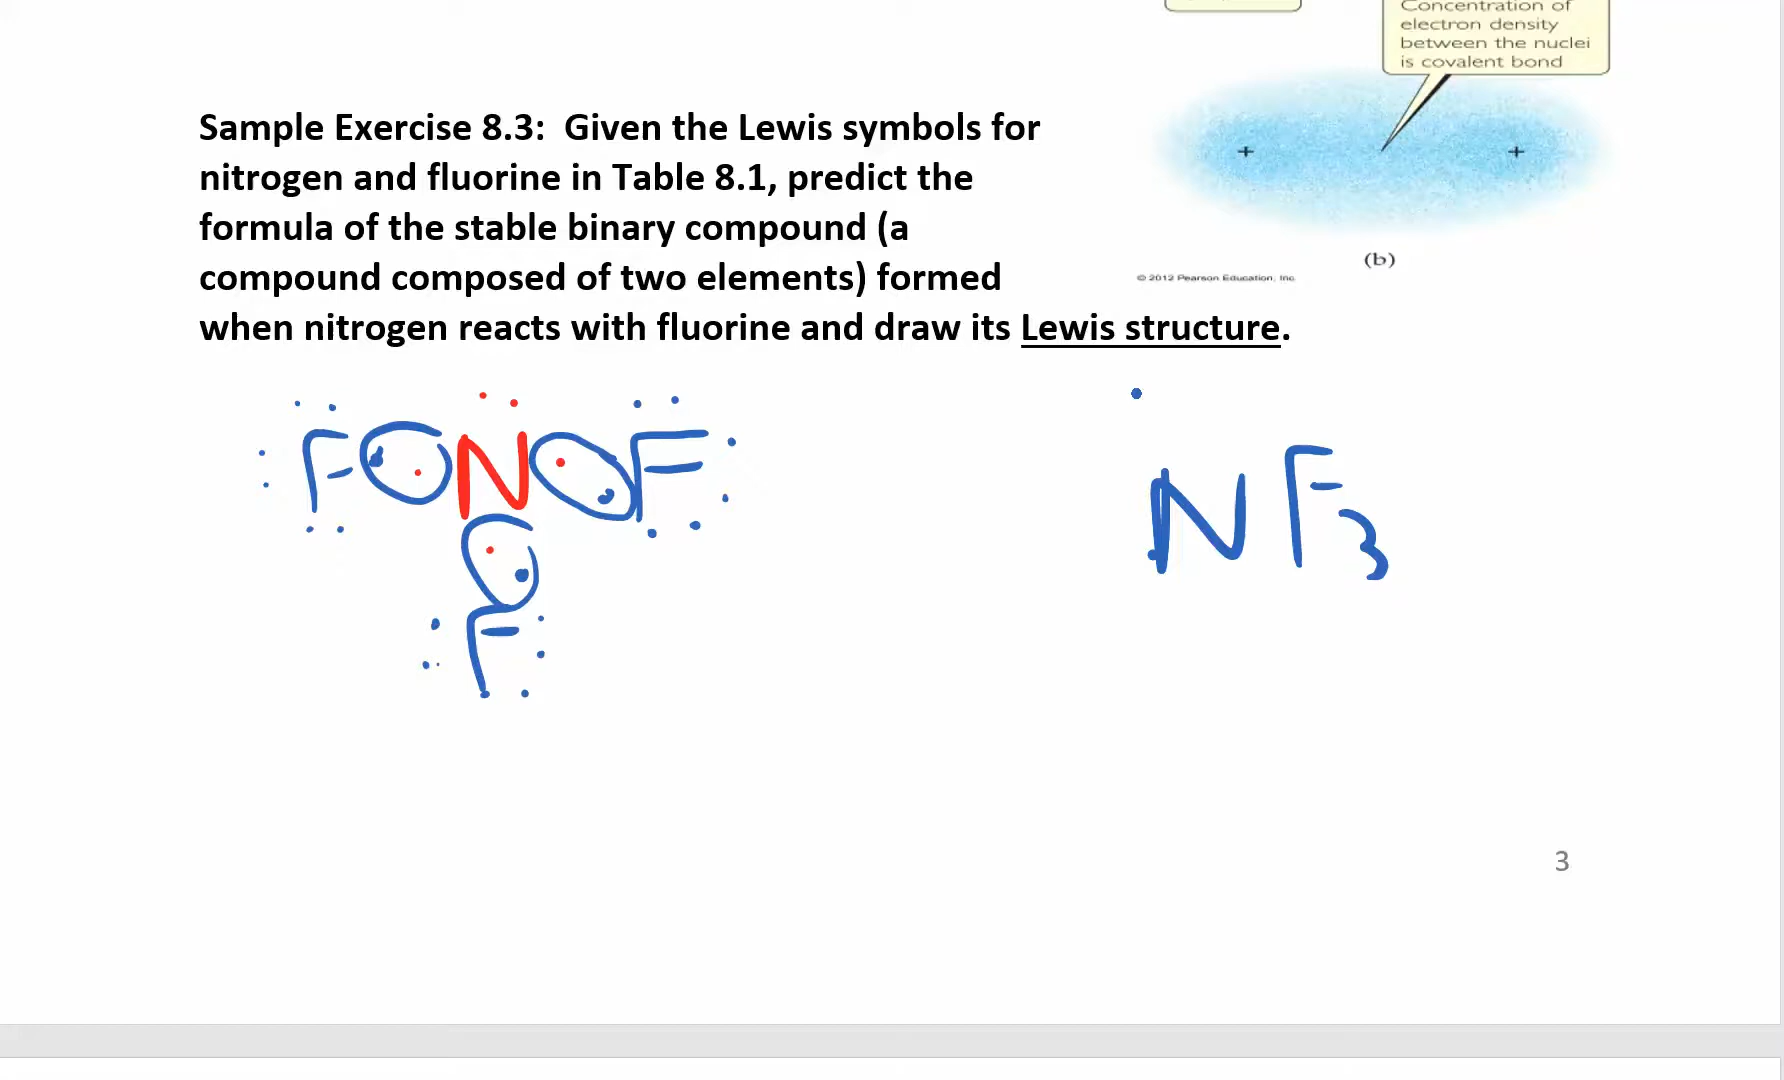 Concentration of
electron density
between the nuclei
is covalent bond
+ +
(b)
© 2012 Pearson Education, Inc.
Sample Exercise 8.3: Given the Lewis symbols for
nitrogen and fluorine in Table 8.1, predict the
formula of the stable binary compound (a
compound composed of two elements) formed
when nitrogen reacts with fluorine and draw its Lewis structure.
F N F
F
NF3
3